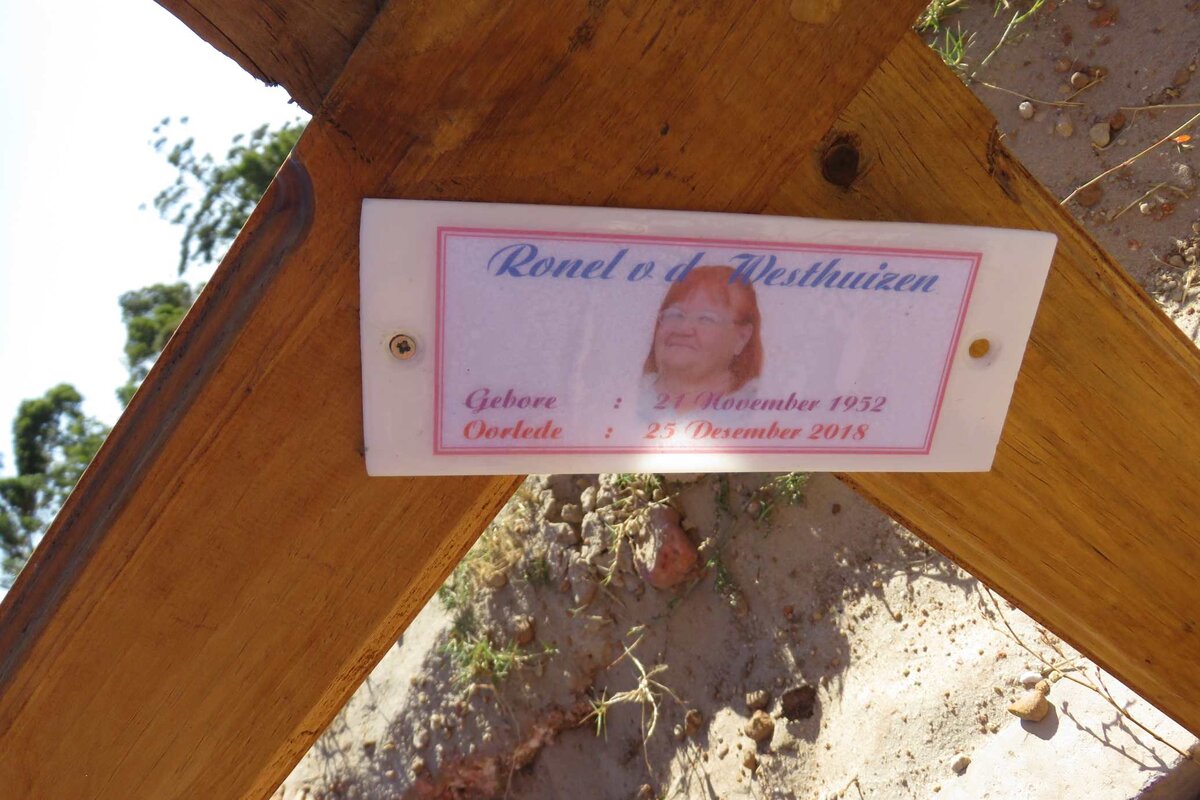 Ronel v d Westhuizen
Gebore : 21 November 1952
Oorlede : 25 Desember 2018